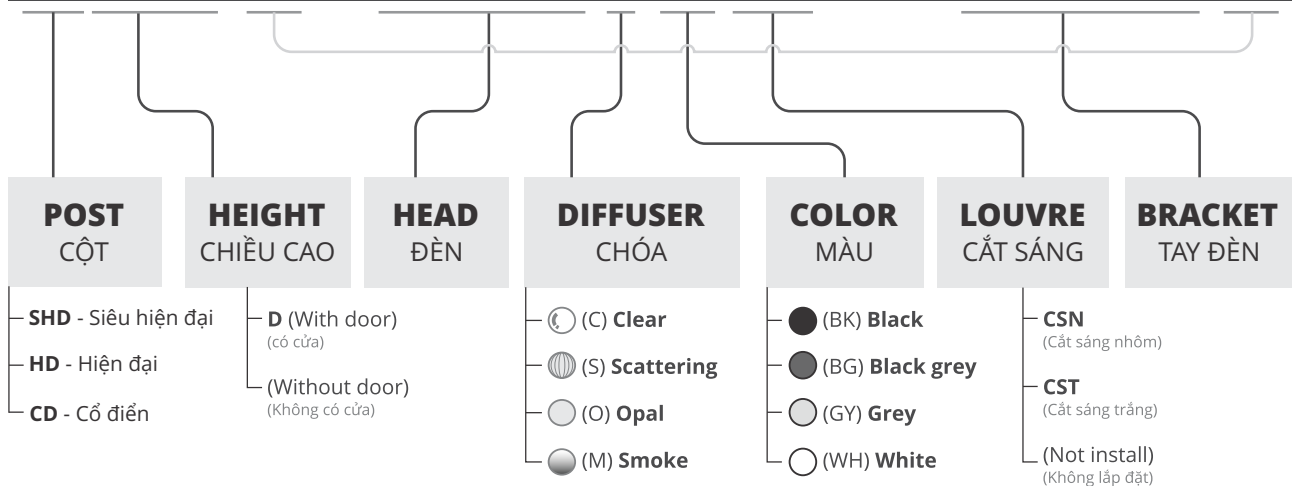 POST
CỘT
HEIGHT
CHIỀU CAO
HEAD
ĐÈN
DIFFUSER
CHÓA
COLOR
MÀU
LOUVRE
CẮT SÁNG
BRACKET
TAY ĐÈN
SHD - Siêu hiện đại
HD - Hiện đại
CD - Cổ điển
D (With door)
(có cửa)
(Without door)
(Không có cửa)
(C) Clear
(S) Scattering
(O) Opal
(M) Smoke
(BK) Black
(BG) Black grey
(GY) Grey
(WH) White
CSN
(Cắt sáng nhôm)
CST
(Cắt sáng trắng)
(Not install)
(Không lắp đặt)